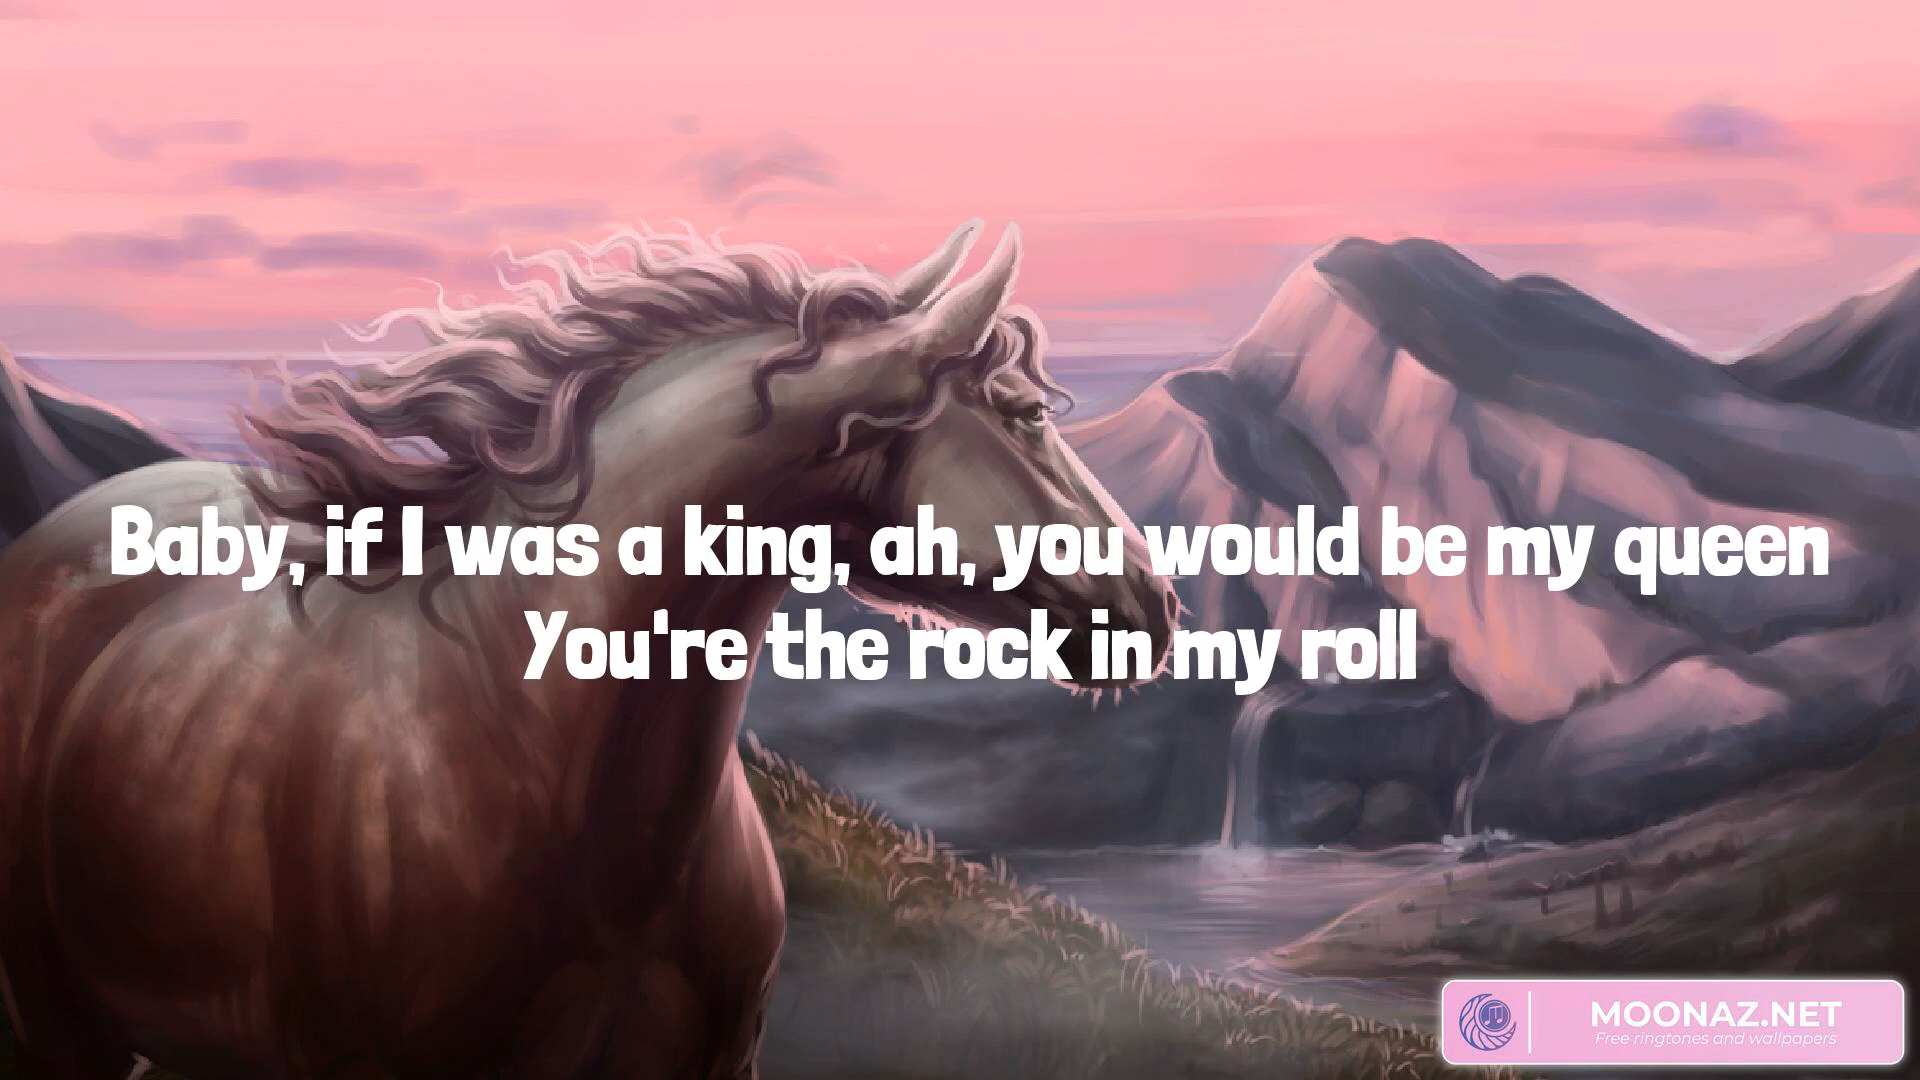 Baby, if I was a king, ah, you would be my queen
You're the rock in my roll
MOONAZ.NET
Free ringtones and wallpapers